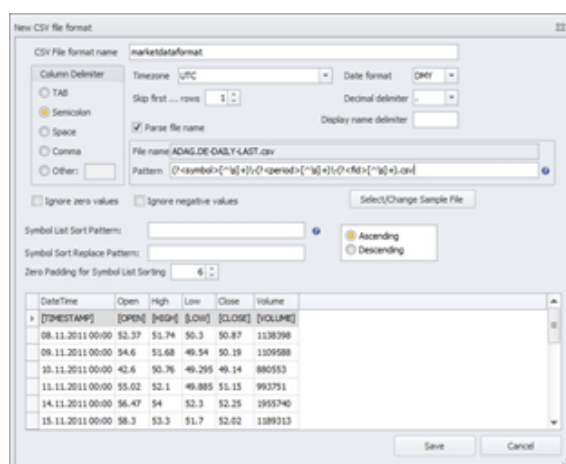 New CSV file format
CSV File format name marketdataformat
Column Delimiter
TAB
Semicolon
Space
Comma
Other:
Timezone UTC
Date format DMY
Skip first .... rows 1
Decimal delimiter .
Parse file name
Display name delimiter
File name ADAG.DE-DAILY-LAST.csv
Pattern (?<symbol>[^\s]+)\-(?<period>[^\s]+)\-(?<fid>[^\s]+).csv
Ignore zero values
Ignore negative values
Select/Change Sample File
Symbol List Sort Pattern:
Ascending
Descending
Symbol Sort Replace Pattern:
Zero Padding for Symbol List Sorting 6
DateTime Open High Low Close Volume
[TIMESTAMP] [OPEN] [HIGH] [LOW] [CLOSE] [VOLUME]
08.11.2011 00:00 52.37 51.74 50.3 50.87 1138398
09.11.2011 00:00 54.6 51.68 49.54 50.19 1109588
10.11.2011 00:00 42.6 50.76 49.295 49.14 880553
11.11.2011 00:00 55.02 52.1 49.885 51.15 993751
14.11.2011 00:00 56.47 54 52.3 52.25 1955740
15.11.2011 00:00 58.3 53.3 51.7 52.02 1189313
Save Cancel